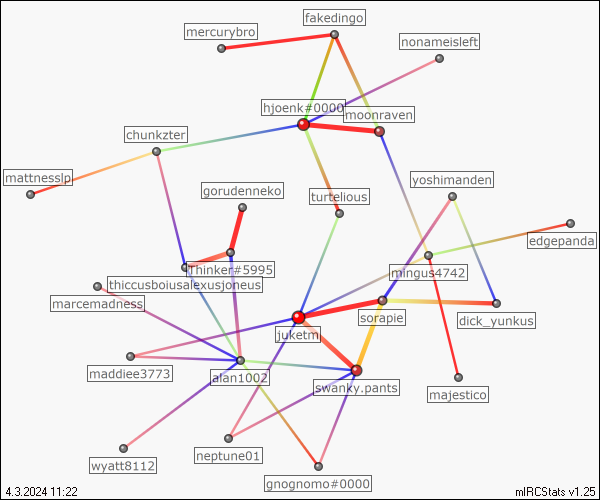 fakedingo
mercurybro
nonameisleft
hjoenk#0000
moonraven
chunkzter
mattnesslp
yoshimanden
gorudenneko
turtelious
edgepanda
Thinker#5995
mingus4742
thiccusboiusalexusjoneus
marcemadness
sorapie
dick_yunkus
juketm
maddiee3773
alan1002
swanky.pants
majestico
neptune01
wyatt8112
gnognomo#0000
4.3.2024 11:22
mIRCStats v1.25